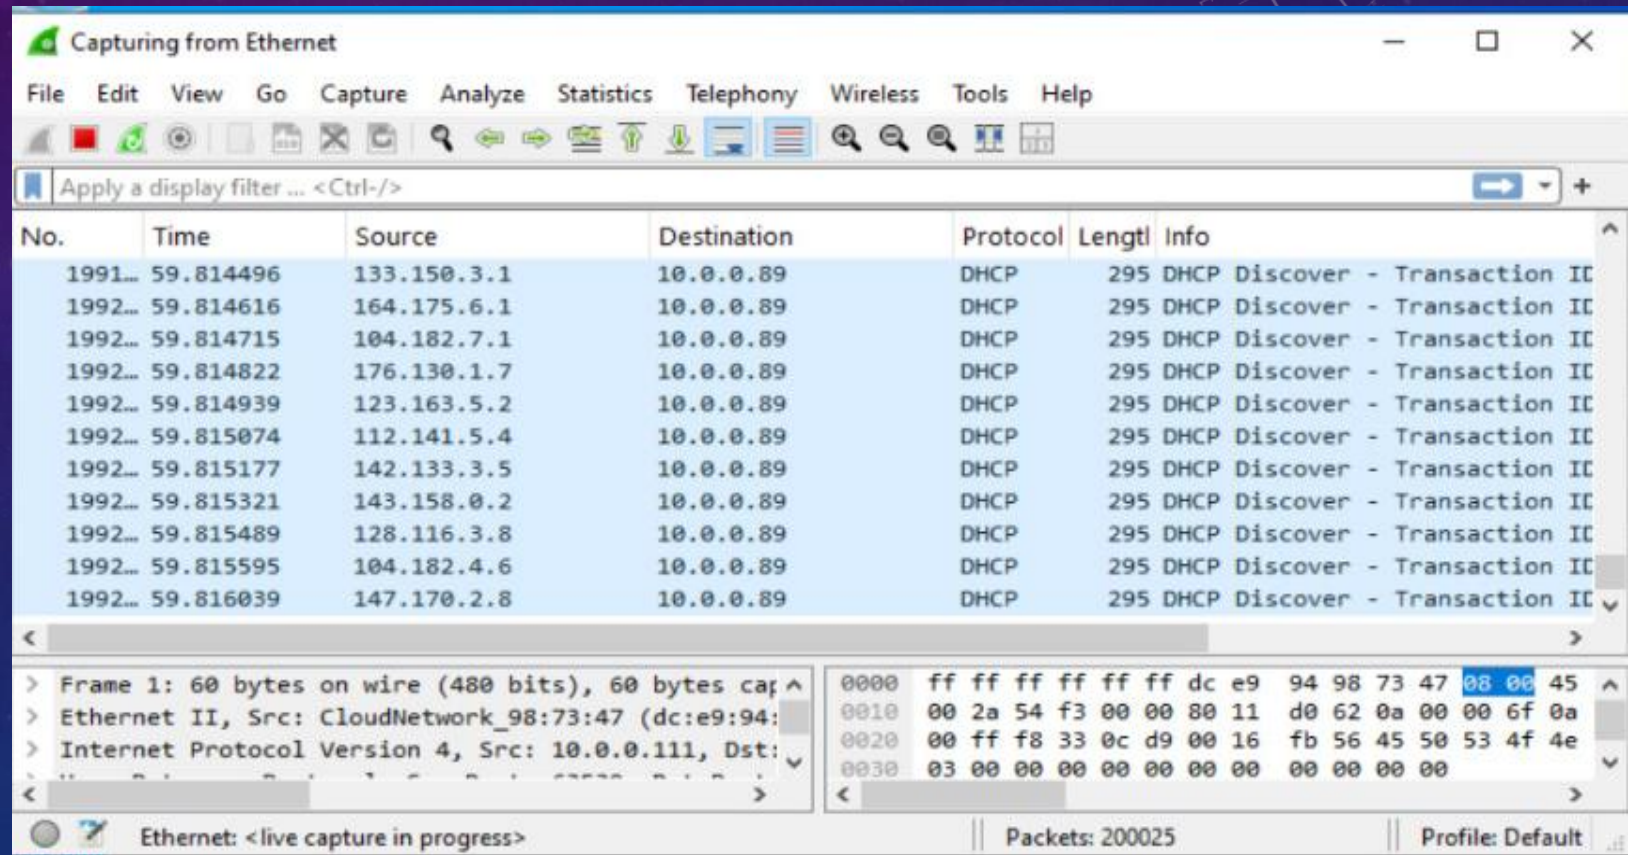 Capturing from Ethernet
File Edit View Go Capture Analyze Statistics Telephony Wireless Tools Help
Apply a display filter ... <Ctrl-/>
No. Time Source Destination Protocol Lengtl Info
1991… 59.814496 133.150.3.1 10.0.0.89 DHCP 295 DHCP Discover - Transaction ID
1992… 59.814616 164.175.6.1 10.0.0.89 DHCP 295 DHCP Discover - Transaction ID
1992… 59.814715 104.182.7.1 10.0.0.89 DHCP 295 DHCP Discover - Transaction ID
1992… 59.814822 176.130.1.7 10.0.0.89 DHCP 295 DHCP Discover - Transaction ID
1992… 59.814939 123.163.5.2 10.0.0.89 DHCP 295 DHCP Discover - Transaction ID
1992… 59.815074 112.141.5.4 10.0.0.89 DHCP 295 DHCP Discover - Transaction ID
1992… 59.815177 142.133.3.5 10.0.0.89 DHCP 295 DHCP Discover - Transaction ID
1992… 59.815321 143.158.0.2 10.0.0.89 DHCP 295 DHCP Discover - Transaction ID
1992… 59.815489 128.116.3.8 10.0.0.89 DHCP 295 DHCP Discover - Transaction ID
1992… 59.815595 104.182.4.6 10.0.0.89 DHCP 295 DHCP Discover - Transaction ID
1992… 59.816039 147.170.2.8 10.0.0.89 DHCP 295 DHCP Discover - Transaction ID
> Frame 1: 60 bytes on wire (480 bits), 60 bytes cap
> Ethernet II, Src: CloudNetwork_98:73:47 (dc:e9:94:
> Internet Protocol Version 4, Src: 10.0.0.111, Dst:
0000 ff ff ff ff ff ff dc e9 94 98 73 47 08 00 45
0010 00 2a 54 f3 00 00 80 11 d0 62 0a 00 00 6f 0a
0020 00 ff f8 33 0c d9 00 16 fb 56 45 50 53 4f 4e
0030 03 00 00 00 00 00 00 00 00 00 00 00
Ethernet: <live capture in progress> Packets: 200025 Profile: Default